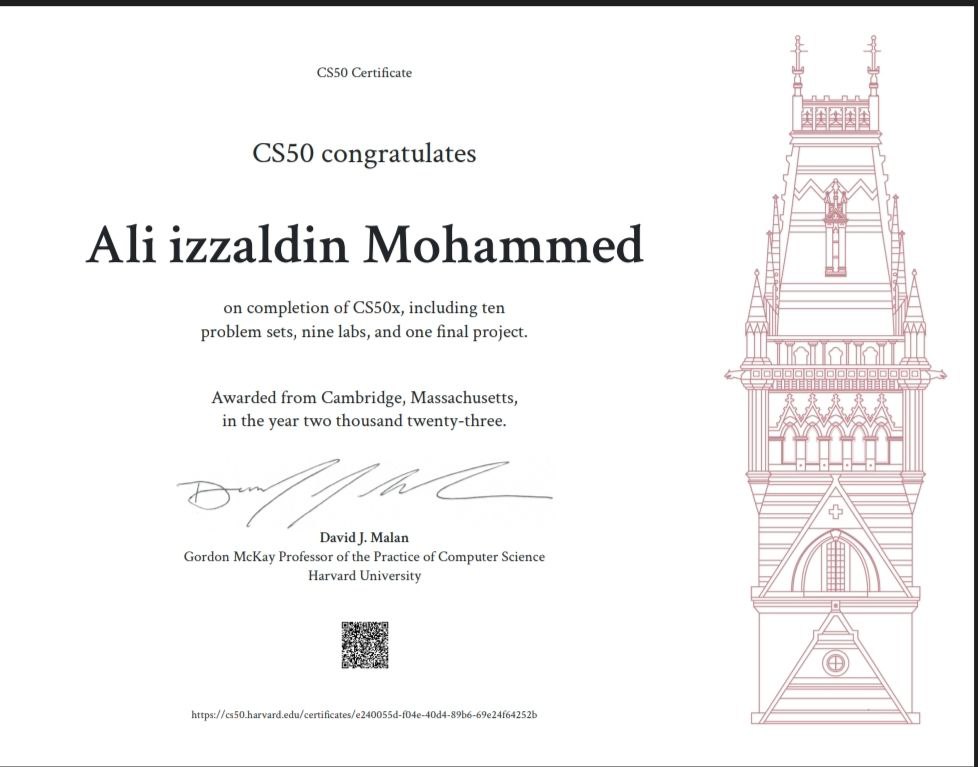 CS50 Certificate
CS50 congratulates
Ali izzaldin Mohammed
on completion of CS50x, including ten
problem sets, nine labs, and one final project.
Awarded from Cambridge, Massachusetts,
in the year two thousand twenty-three.
David J. Malan
Gordon McKay Professor of the Practice of Computer Science
Harvard University
https://cs50.harvard.edu/certificates/e240055d-f04e-40d4-89b6-69e24f64252b